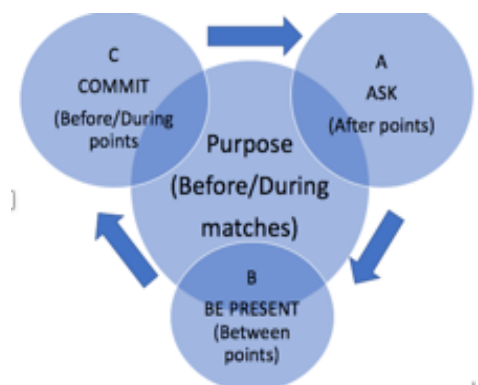 C
COMMIT
(Before/During
points
A
ASK
(After points)
Purpose
(Before/During
matches)
B
BE PRESENT
(Between
points)